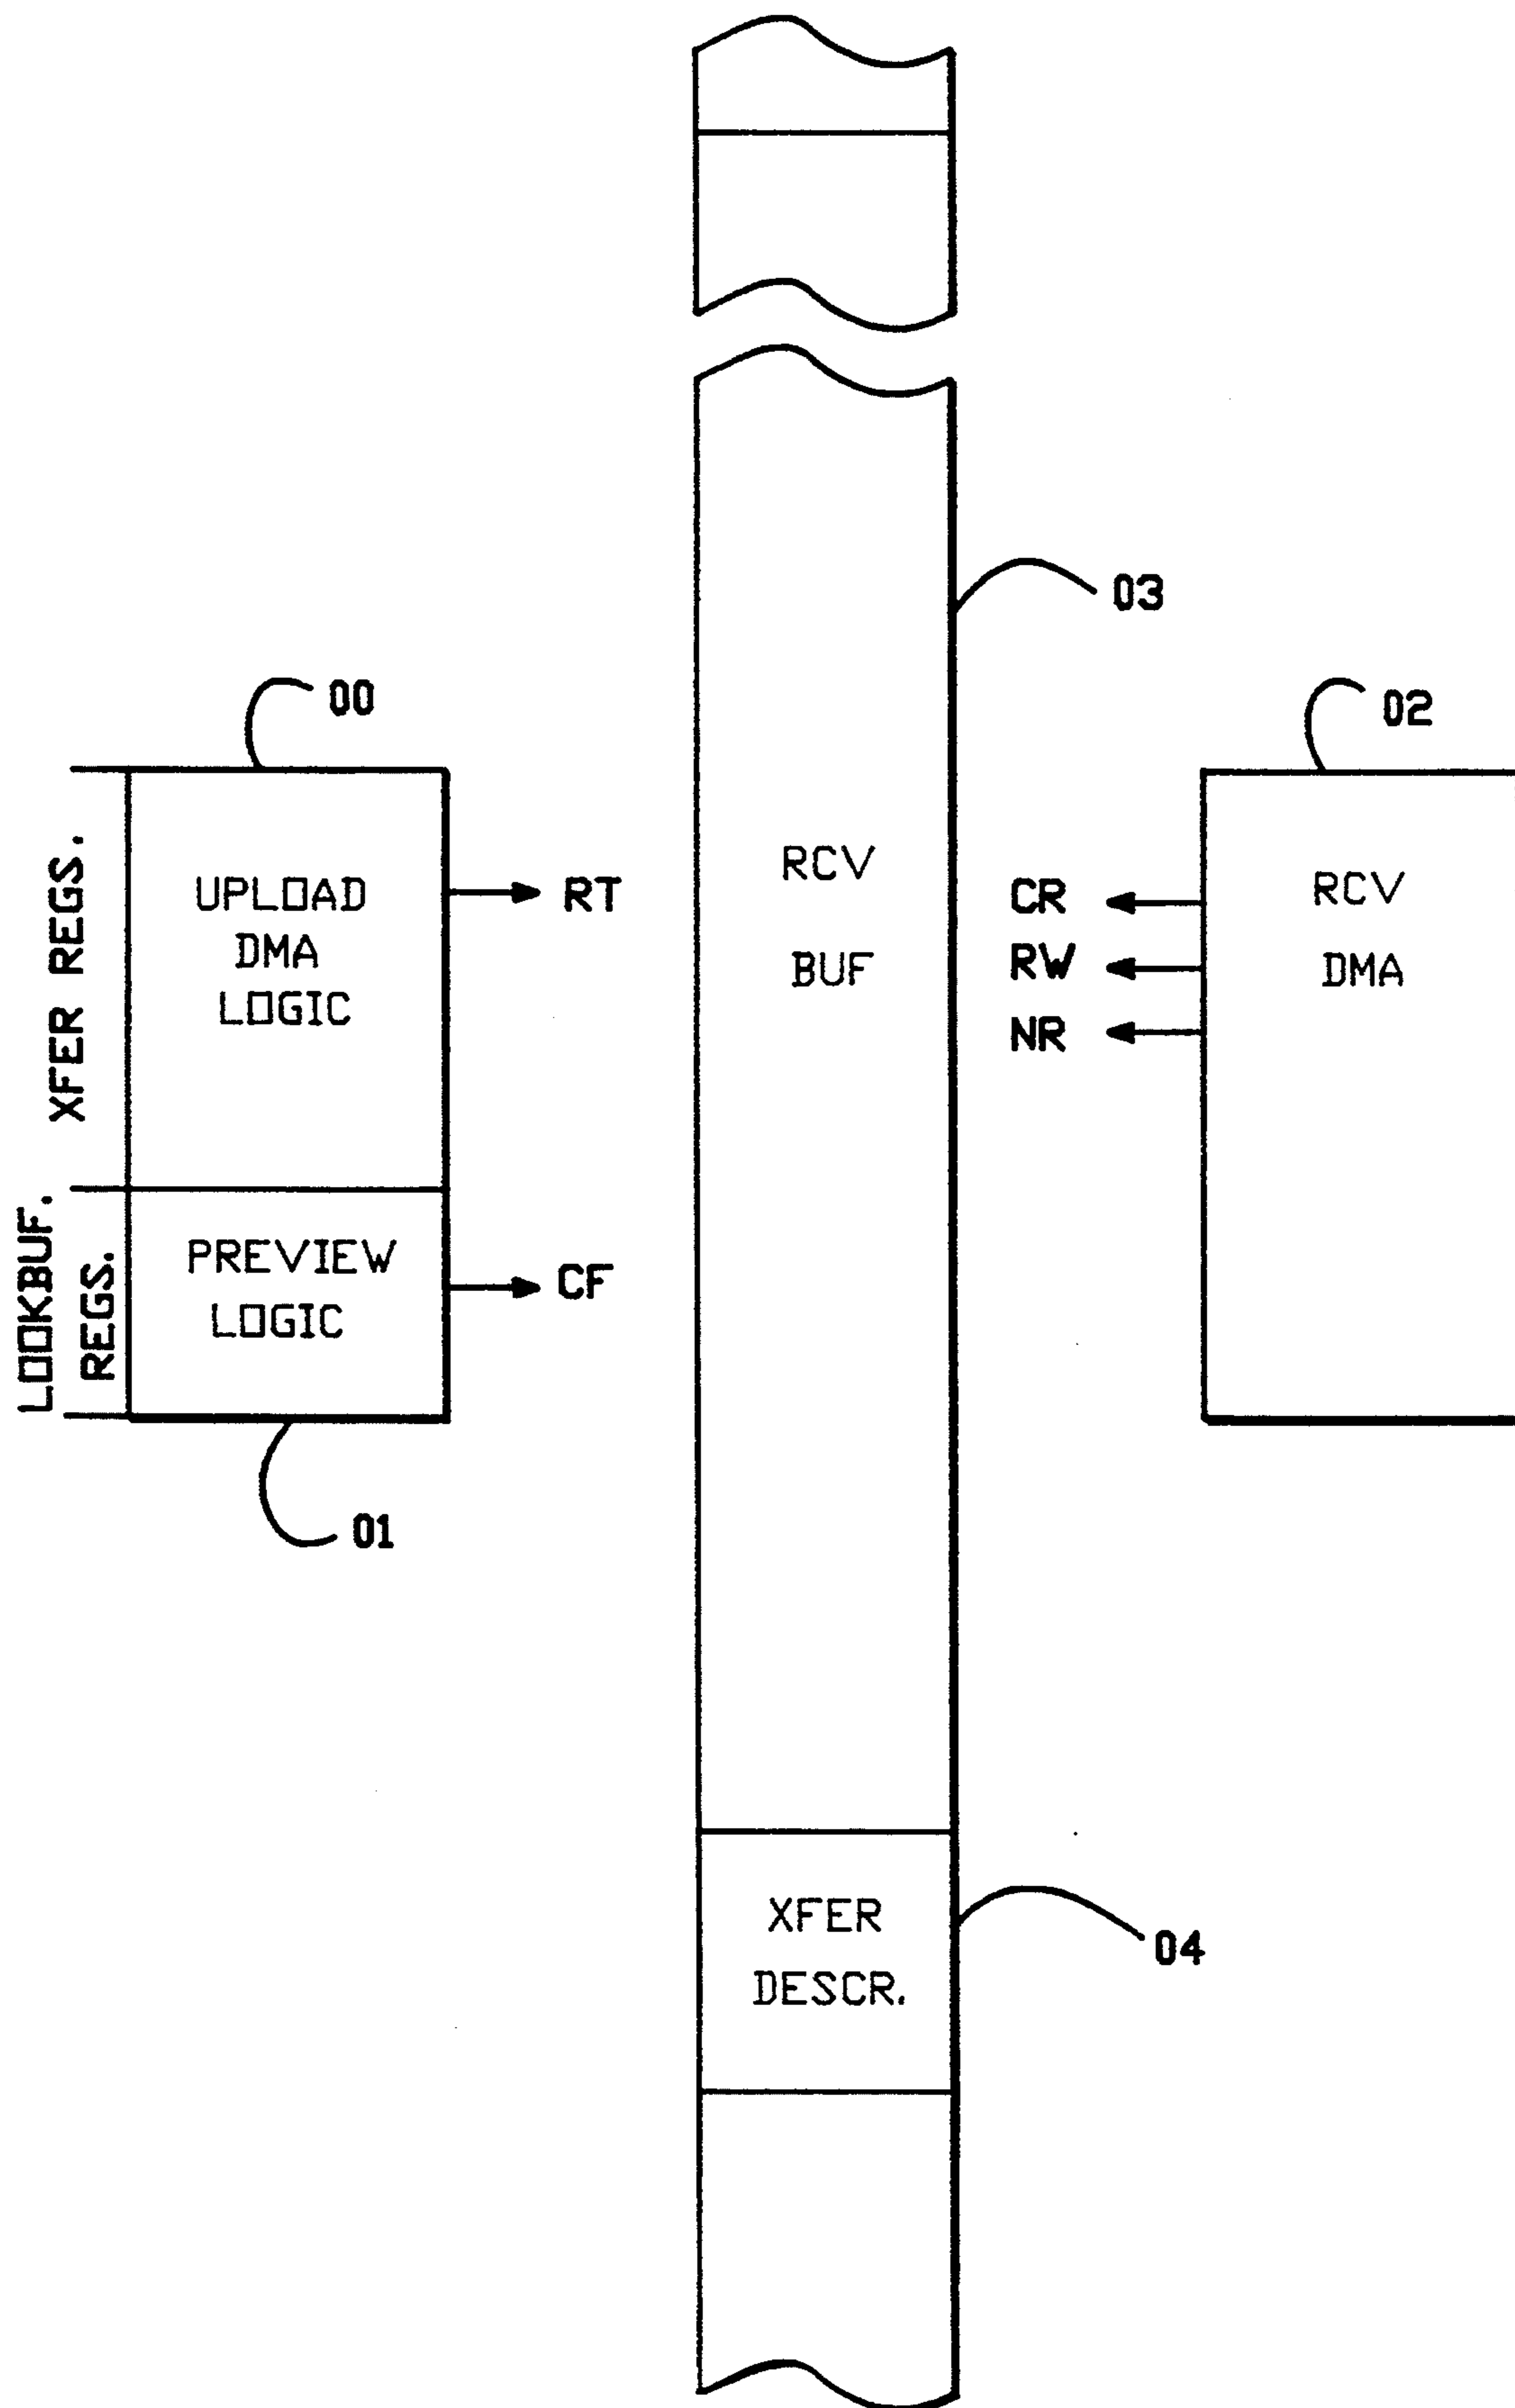 03
00
02
XFER REGS.
UPLOAD
DMA
LOGIC
RT
RCV
BUF
CR
RW
NR
RCV
DMA
LOOKBUF.
REGS.
PREVIEW
LOGIC
CF
01
XFER
DESCR.
04